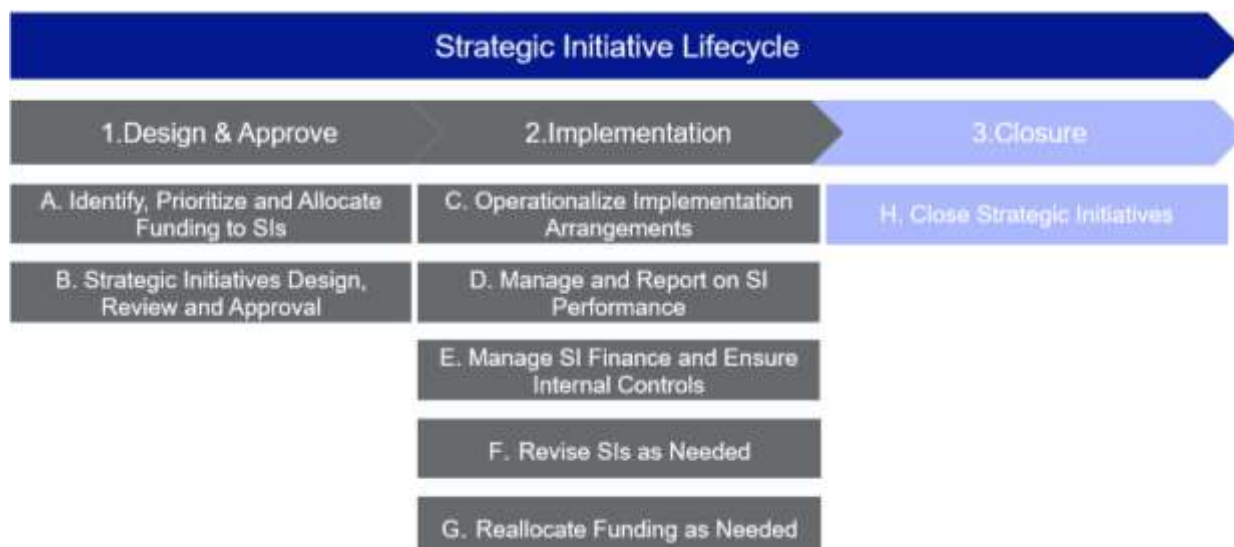 Strategic Initiative Lifecycle
1.Design & Approve
2.Implementation
3.Closure
A. Identify, Prioritize and Allocate
Funding to SIs
B. Strategic Initiatives Design,
Review and Approval
C. Operationalize Implementation
Arrangements
D. Manage and Report on SI
Performance
E. Manage SI Finance and Ensure
Internal Controls
F. Revise SIs as Needed
G. Reallocate Funding as Needed
H. Close Strategic Initiatives